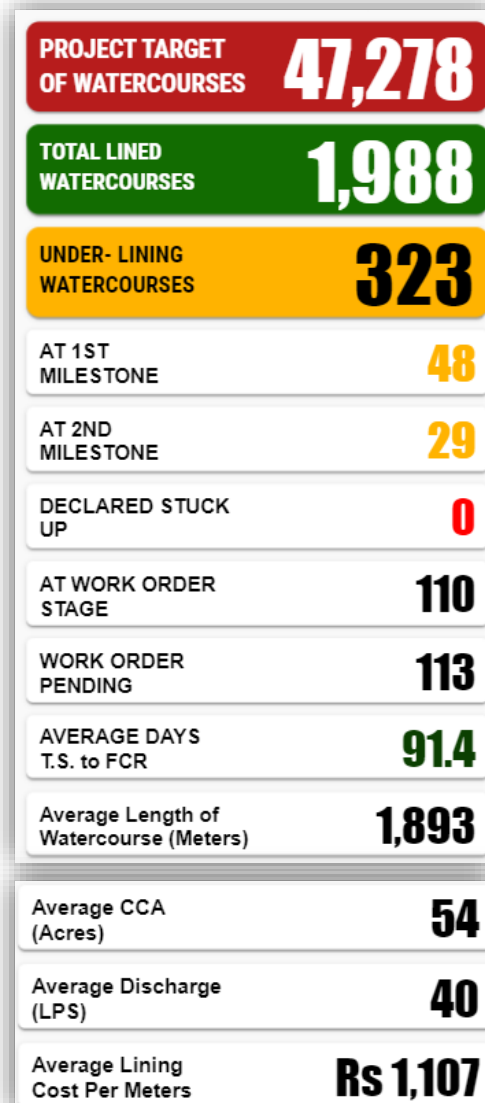 PROJECT TARGET
OF WATERCOURSES
47,278
TOTAL LINED
WATERCOURSES
1,988
UNDER- LINING
WATERCOURSES
323
AT 1ST
MILESTONE
48
AT 2ND
MILESTONE
29
DECLARED STUCK
UP
0
AT WORK ORDER
STAGE
110
WORK ORDER
PENDING
113
AVERAGE DAYS
T.S. to FCR
91.4
Average Length of
Watercourse (Meters)
1,893
Average CCA
(Acres)
54
Average Discharge
(LPS)
40
Average Lining
Cost Per Meters
Rs 1,107